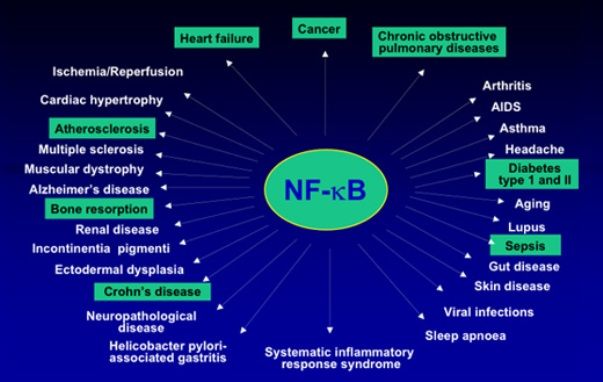 Cancer
Heart failure
Chronic obstructive
pulmonary diseases
Ischemia/Reperfusion
Cardiac hypertrophy
Atherosclerosis
Multiple sclerosis
Muscular dystrophy
Alzheimer's disease
Bone resorption
Renal disease
Incontinentia pigmenti
Ectodermal dysplasia
Crohn's disease
Neuropathological
disease
Helicobacter pylori-
associated gastritis
NF-κB
Systematic inflammatory
response syndrome
Arthritis
AIDS
Asthma
Headache
Diabetes
type 1 and II
Aging
Lupus
Sepsis
Gut disease
Skin disease
Viral infections
Sleep apnoea